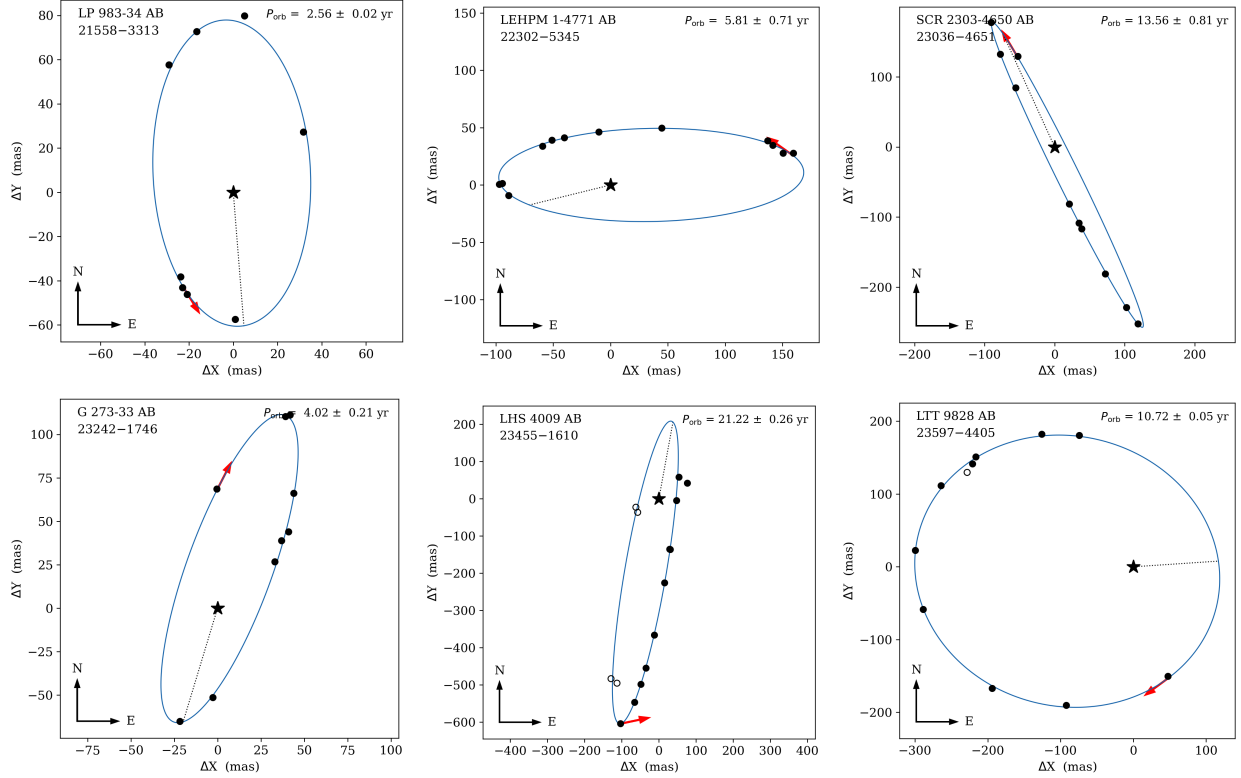 LP 983-34 AB
21558−3313
Porb = 2.56 ± 0.02 yr
80
60
40
20
0
−20
−40
−60
ΔY (mas)
N
E
−60 −40 −20 0 20 40 60
ΔX (mas)
LEHPM 1-4771 AB
22302−5345
Porb = 5.81 ± 0.71 yr
150
100
50
0
−50
−100
ΔY (mas)
N
E
−100 −50 0 50 100 150
ΔX (mas)
SCR 2303-4650 AB
23036−4651
Porb = 13.56 ± 0.81 yr
100
0
−100
−200
ΔY (mas)
N
E
−200 −100 0 100 200
ΔX (mas)
G 273-33 AB
23242−1746
Porb = 4.02 ± 0.21 yr
100
75
50
25
0
−25
−50
ΔY (mas)
N
E
−75 −50 −25 0 25 50 75 100
ΔX (mas)
LHS 4009 AB
23455−1610
Porb = 21.22 ± 0.26 yr
200
100
0
−100
−200
−300
−400
−500
−600
ΔY (mas)
N
E
−400 −300 −200 −100 0 100 200 300 400
ΔX (mas)
LTT 9828 AB
23597−4405
Porb = 10.72 ± 0.05 yr
200
100
0
−100
−200
ΔY (mas)
N
E
−300 −200 −100 0 100
ΔX (mas)